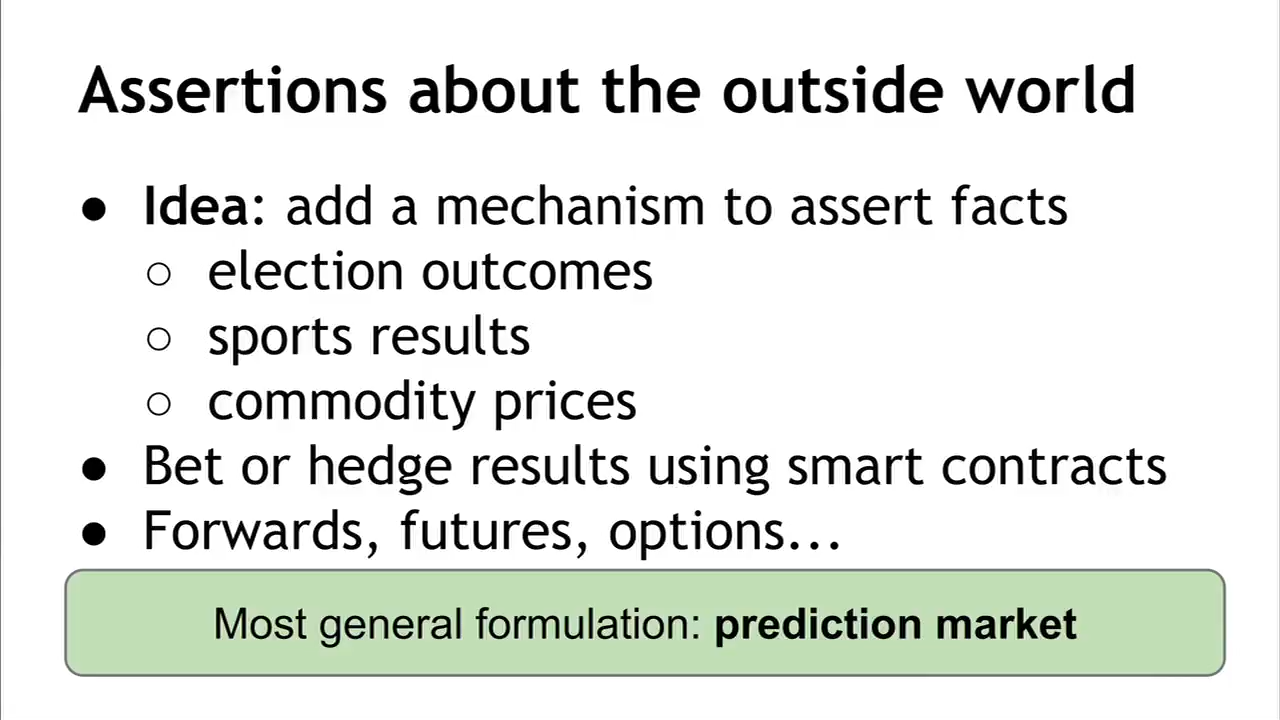 Assertions about the outside world
● Idea: add a mechanism to assert facts
○ election outcomes
○ sports results
○ commodity prices
● Bet or hedge results using smart contracts
● Forwards, futures, options...
Most general formulation: prediction market